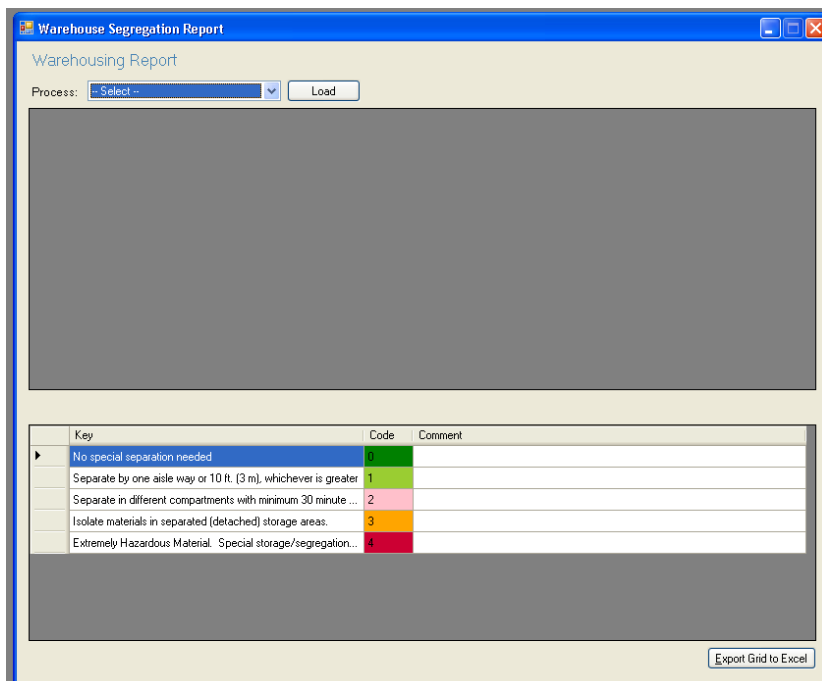 Warehouse Segregation Report
Warehousing Report
Process: -- Select -- Load
Key Code Comment
No special separation needed 0
Separate by one aisle way or 10 ft. (3 m), whichever is greater 1
Separate in different compartments with minimum 30 minute ... 2
Isolate materials in separated (detached) storage areas. 3
Extremely Hazardous Material. Special storage/segregation... 4
Export Grid to Excel